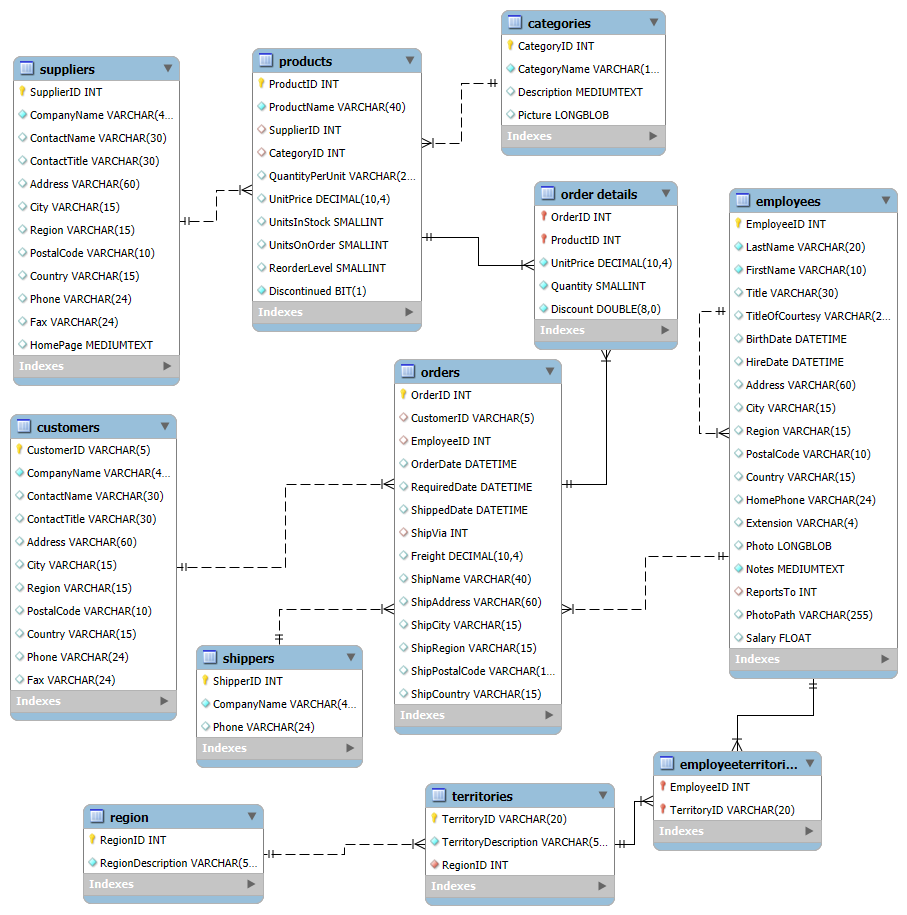 categories
CategoryID INT
CategoryName VARCHAR(1...
Description MEDIUMTEXT
Picture LONGBLOB
Indexes
products
ProductID INT
ProductName VARCHAR(40)
SupplierID INT
CategoryID INT
QuantityPerUnit VARCHAR(2...
UnitPrice DECIMAL(10,4)
UnitsInStock SMALLINT
UnitsOnOrder SMALLINT
ReorderLevel SMALLINT
Discontinued BIT(1)
Indexes
suppliers
SupplierID INT
CompanyName VARCHAR(4...
ContactName VARCHAR(30)
ContactTitle VARCHAR(30)
Address VARCHAR(60)
City VARCHAR(15)
Region VARCHAR(15)
PostalCode VARCHAR(10)
Country VARCHAR(15)
Phone VARCHAR(24)
Fax VARCHAR(24)
HomePage MEDIUMTEXT
Indexes
order details
OrderID INT
ProductID INT
UnitPrice DECIMAL(10,4)
Quantity SMALLINT
Discount DOUBLE(8,0)
Indexes
employees
EmployeeID INT
LastName VARCHAR(20)
FirstName VARCHAR(10)
Title VARCHAR(30)
TitleOfCourtesy VARCHAR(2...
BirthDate DATETIME
HireDate DATETIME
Address VARCHAR(60)
City VARCHAR(15)
Region VARCHAR(15)
PostalCode VARCHAR(10)
Country VARCHAR(15)
HomePhone VARCHAR(24)
Extension VARCHAR(4)
Photo LONGBLOB
Notes MEDIUMTEXT
ReportsTo INT
PhotoPath VARCHAR(255)
Salary FLOAT
Indexes
orders
OrderID INT
CustomerID VARCHAR(5)
EmployeeID INT
OrderDate DATETIME
RequiredDate DATETIME
ShippedDate DATETIME
ShipVia INT
Freight DECIMAL(10,4)
ShipName VARCHAR(40)
ShipAddress VARCHAR(60)
ShipCity VARCHAR(15)
ShipRegion VARCHAR(15)
ShipPostalCode VARCHAR(1...
ShipCountry VARCHAR(15)
Indexes
customers
CustomerID VARCHAR(5)
CompanyName VARCHAR(4...
ContactName VARCHAR(30)
ContactTitle VARCHAR(30)
Address VARCHAR(60)
City VARCHAR(15)
Region VARCHAR(15)
PostalCode VARCHAR(10)
Country VARCHAR(15)
Phone VARCHAR(24)
Fax VARCHAR(24)
Indexes
shippers
ShipperID INT
CompanyName VARCHAR(4...
Phone VARCHAR(24)
Indexes
employeeterritori...
EmployeeID INT
TerritoryID VARCHAR(20)
Indexes
territories
TerritoryID VARCHAR(20)
TerritoryDescription VARCHAR(5...
RegionID INT
Indexes
region
RegionID INT
RegionDescription VARCHAR(5...
Indexes